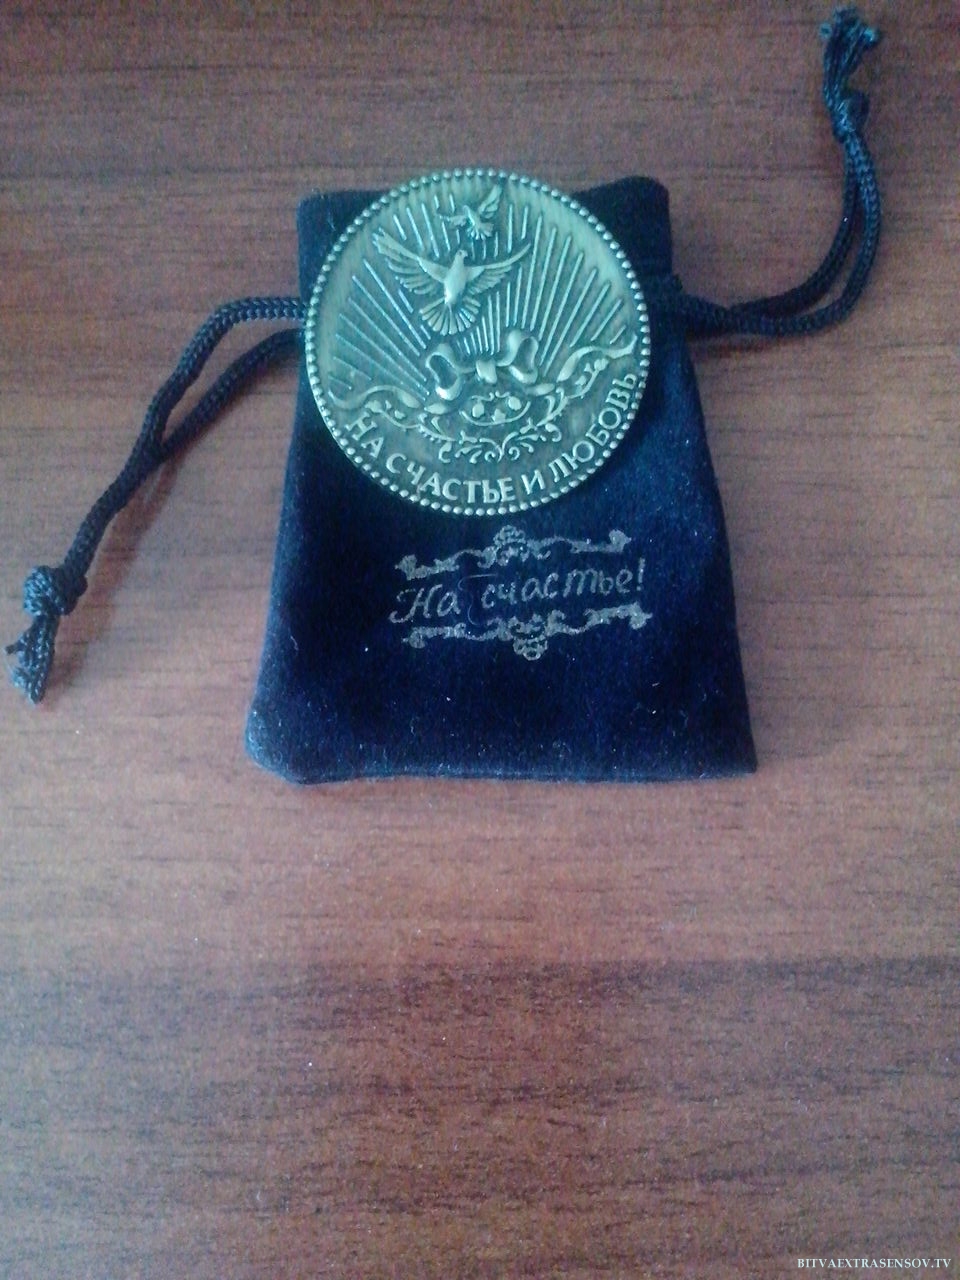 НА СЧАСТЬЕ И ЛЮБОВЬ
На счастье!
BITVAEXTRASENSOV.TV